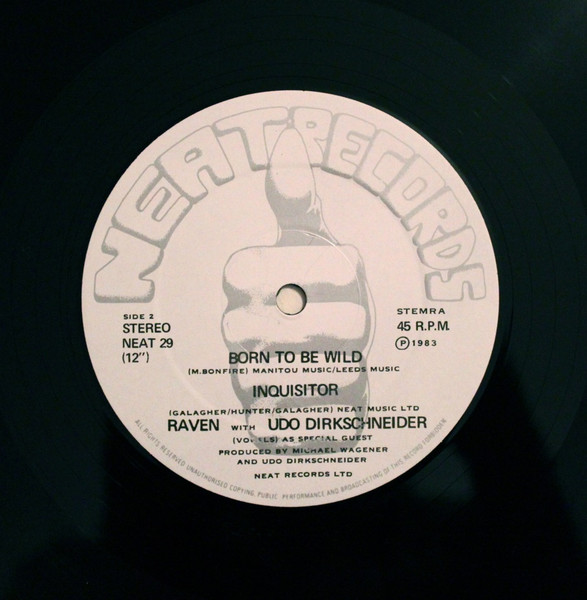 NEAT RECORDS
SIDE 2
STEREO
NEAT 29
(12")
STEMRA
45 R.P.M.
Ⓟ 1983
BORN TO BE WILD
(M.BONFIRE) MANITOU MUSIC/LEEDS MUSIC
INQUISITOR
(GALAGHER/HUNTER/GALAGHER) NEAT MUSIC LTD
RAVEN WITH UDO DIRKSCHNEIDER
(VOCALS) AS SPECIAL GUEST
PRODUCED BY MICHAEL WAGENER
AND UDO DIRKSCHNEIDER
NEAT RECORDS LTD
ALL RIGHTS RESERVED UNAUTHORISED COPYING, PUBLIC PERFORMANCE AND BROADCASTING OF THIS RECORD FORBIDDEN